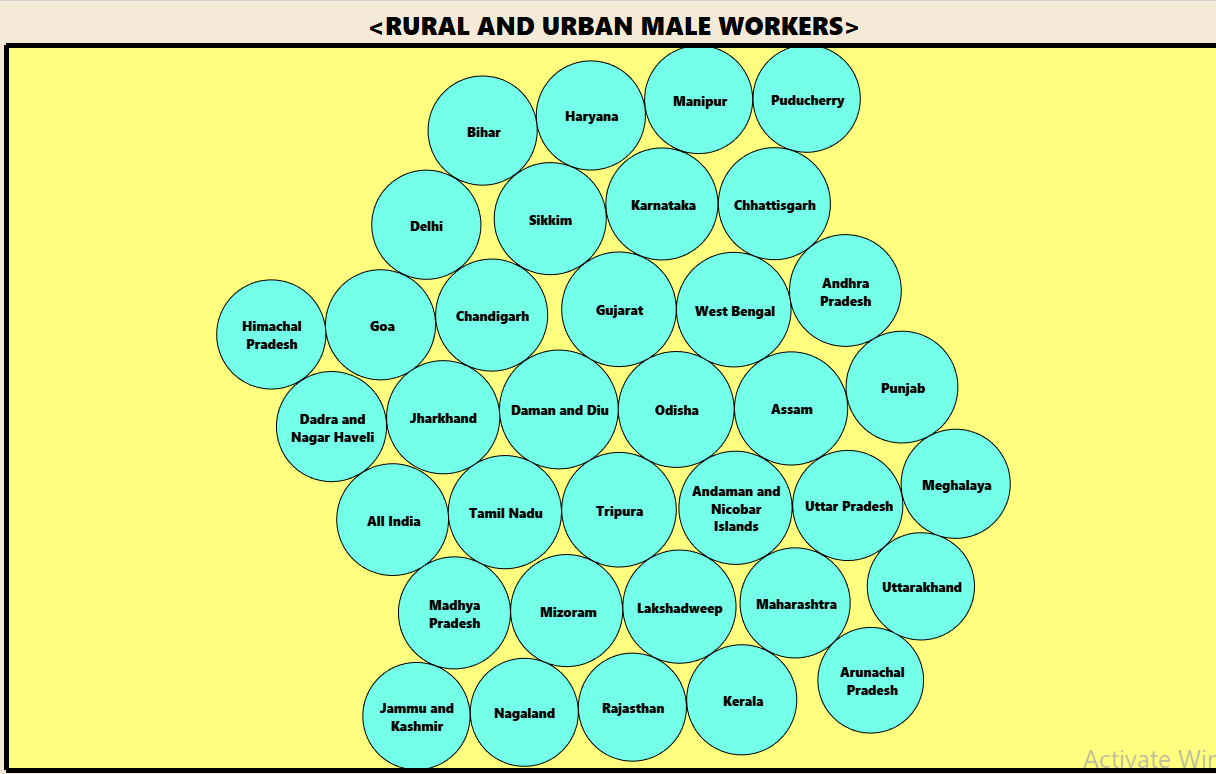 <RURAL AND URBAN MALE WORKERS>
Bihar
Haryana
Manipur
Puducherry
Delhi
Sikkim
Karnataka
Chhattisgarh
Himachal
Pradesh
Goa
Chandigarh
Gujarat
West Bengal
Andhra
Pradesh
Dadra and
Nagar Haveli
Jharkhand
Daman and Diu
Odisha
Assam
Punjab
All India
Tamil Nadu
Tripura
Andaman and
Nicobar
Islands
Uttar Pradesh
Meghalaya
Madhya
Pradesh
Mizoram
Lakshadweep
Maharashtra
Uttarakhand
Jammu and
Kashmir
Nagaland
Rajasthan
Kerala
Arunachal
Pradesh
Activate Wir